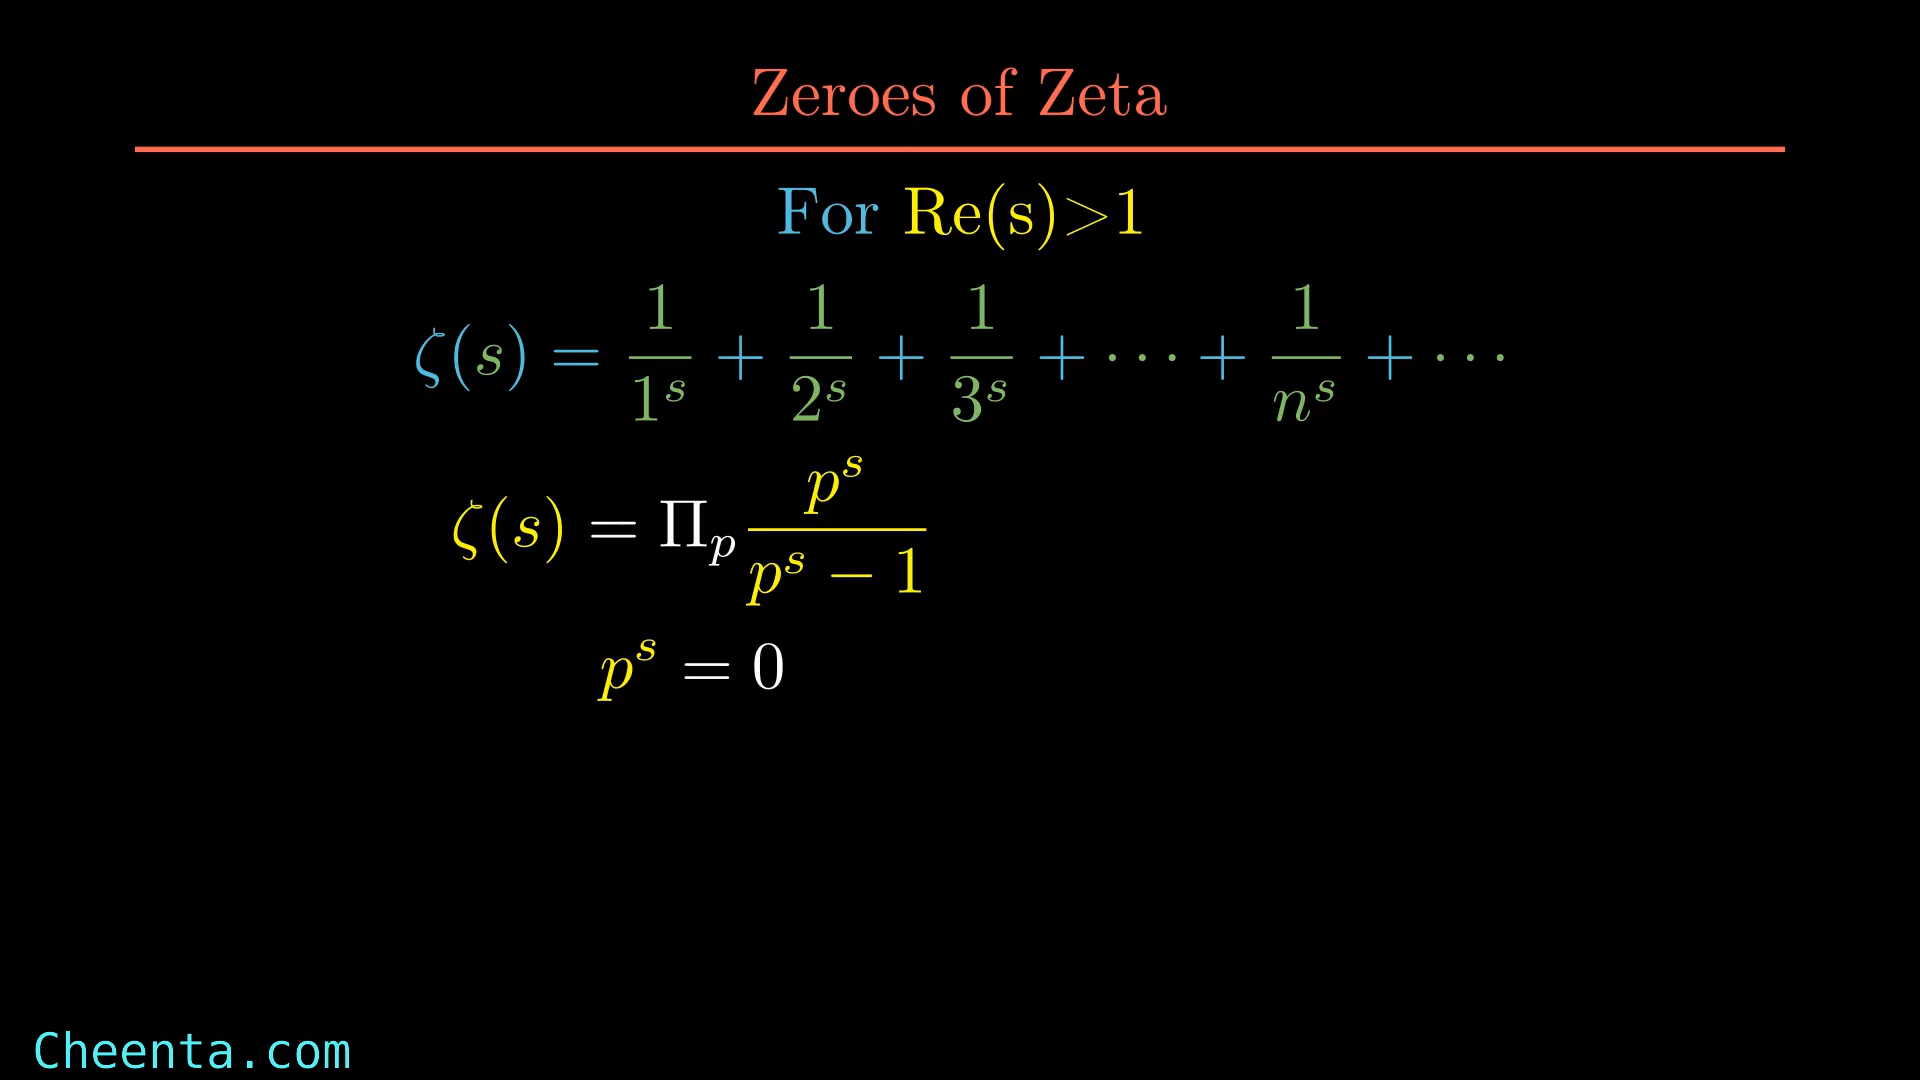 Zeroes of Zeta
For Re(s)>1
ζ(s) = 1/1^s + 1/2^s + 1/3^s + ··· + 1/n^s + ···
ζ(s) = Π_p p^s/(p^s − 1)
p^s = 0
Cheenta.com